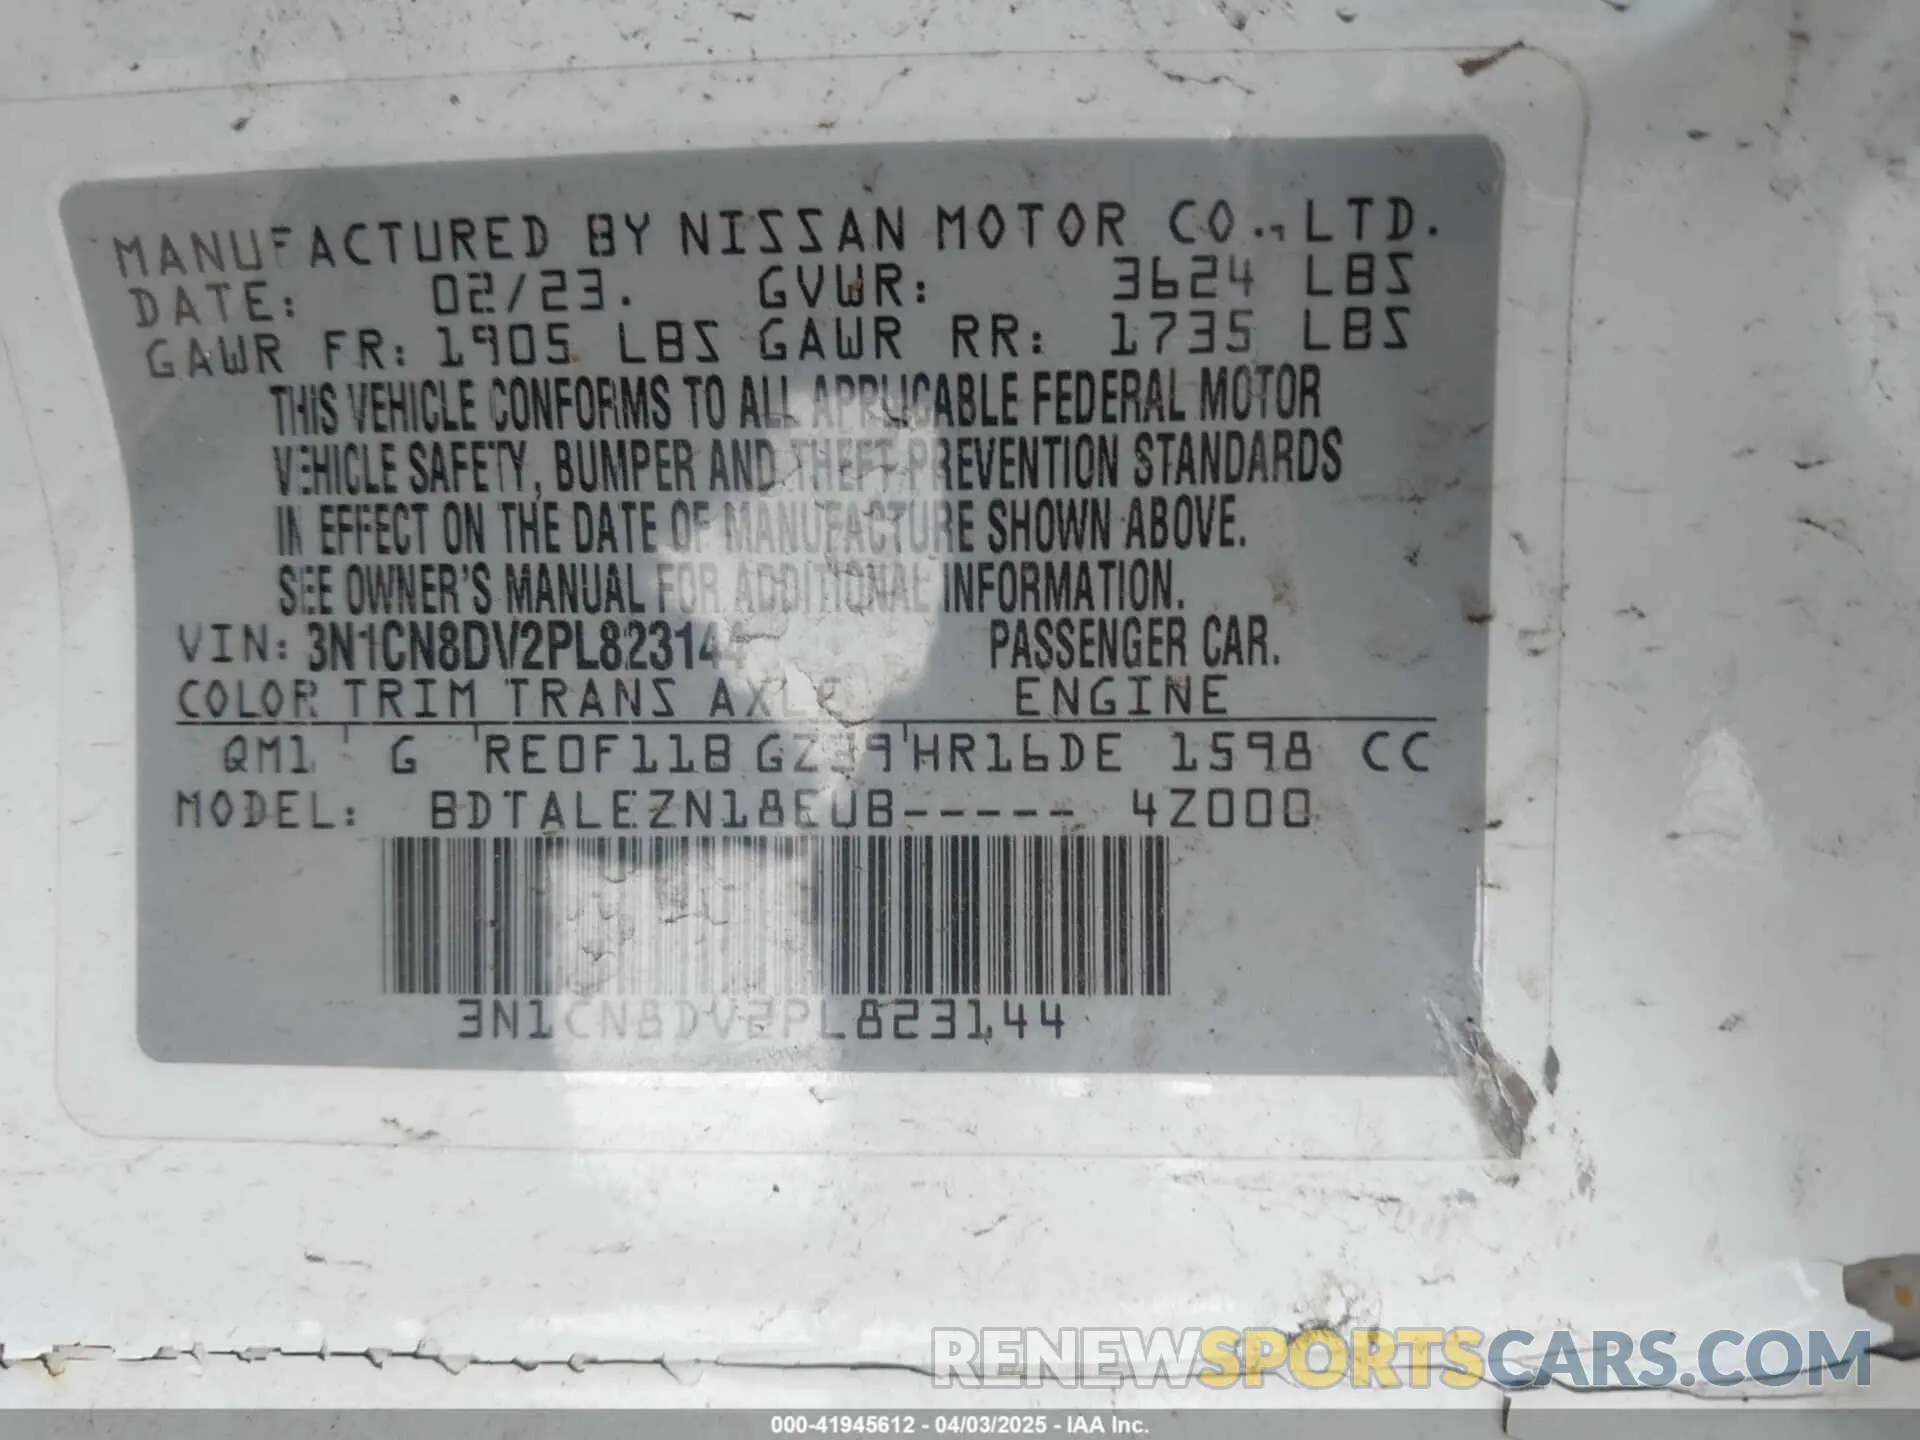 MANUFACTURED BY NISSAN MOTOR CO., LTD.
DATE: 02/23. GVWR: 3624 LBS
GAWR FR: 1905 LBS GAWR RR: 1735 LBS
THIS VEHICLE CONFORMS TO ALL APPLICABLE FEDERAL MOTOR
VEHICLE SAFETY, BUMPER AND THEFT PREVENTION STANDARDS
IN EFFECT ON THE DATE OF MANUFACTURE SHOWN ABOVE.
SEE OWNER'S MANUAL FOR ADDITIONAL INFORMATION.
VIN: 3N1CN8DV2PL823144 PASSENGER CAR.
COLOR TRIM TRANS AXLE ENGINE
QM1 G RE0F11B GZ39 HR16DE 1598 CC
MODEL: BDTALEZN18EUB----- 4Z000
3N1CN8DV2PL823144
RENEWSPORTSCARS.COM
000-41945612 - 04/03/2025 - IAA Inc.